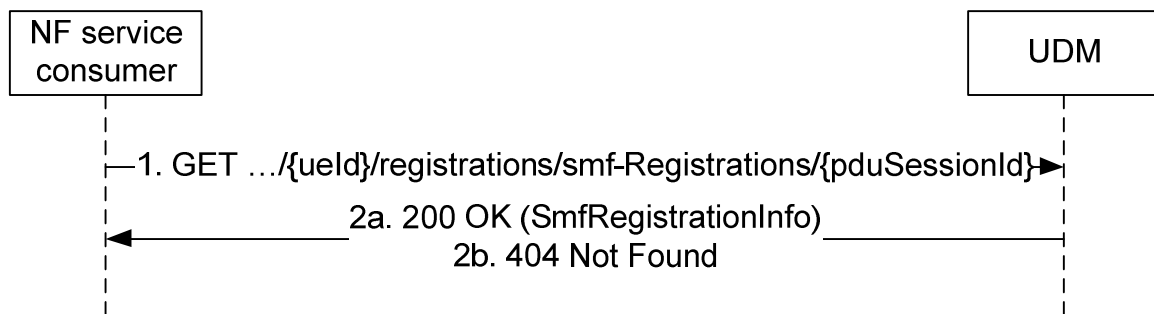 NF service
consumer
UDM
1. GET …/{ueId}/registrations/smf-Registrations/{pduSessionId}
2a. 200 OK (SmfRegistrationInfo)
2b. 404 Not Found